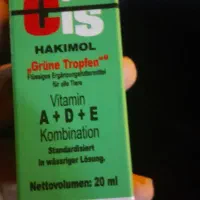 Cis
HAKIMOL
„Grüne Tropfen“
Flüssiges Ergänzungsfuttermittel
für alle Tiere
Vitamin
A+D+E
Kombination
Standardisiert
in wässriger Lösung.
Nettovolumen: 20 ml